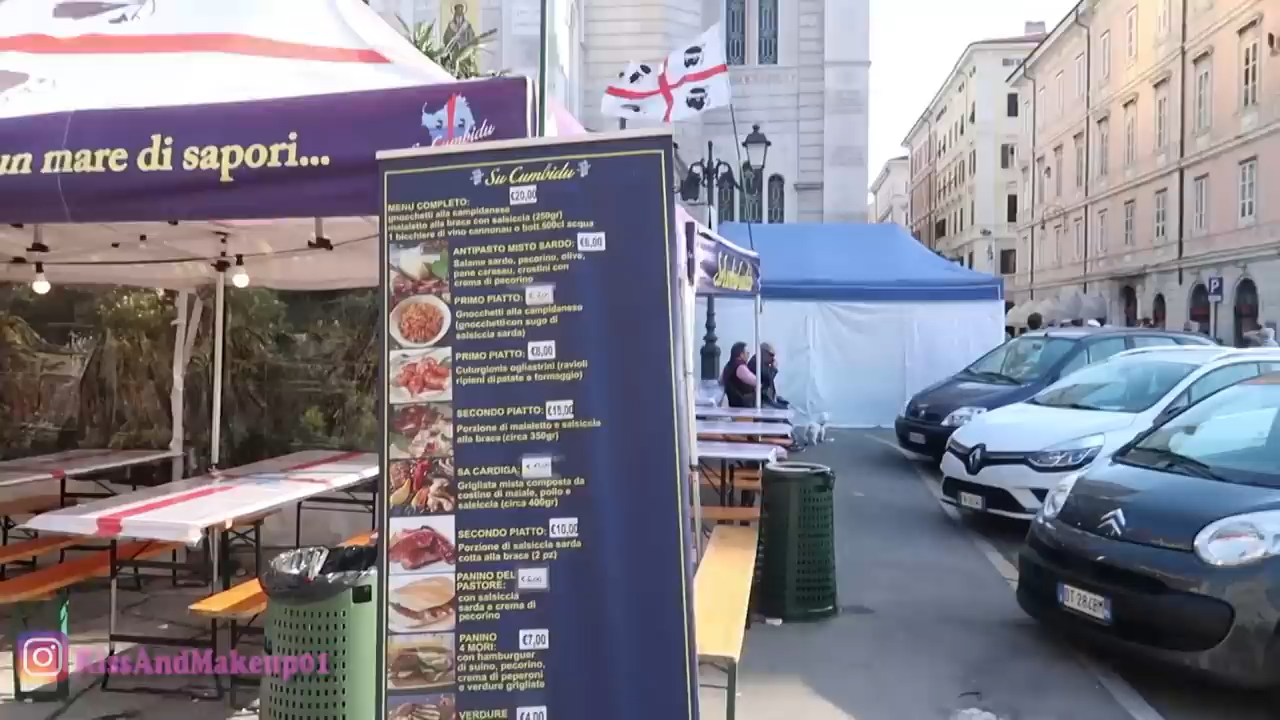 un mare di sapori...
Su Cumbidu
Su Cumbidu
MENU COMPLETO: €20,00
gnocchetti alla campidanese
maialetto alla brace con salsiccia (250gr)
1 bicchiere di vino cannonau o bott.500cl acqua
ANTIPASTO MISTO SARDO: €6,00
Salame sardo, pecorino, olive,
pane carasau, crostini con
crema di pecorino
PRIMO PIATTO:
Gnocchetti alla campidanese
(gnocchetti con sugo di
salsiccia sarda)
PRIMO PIATTO: €8,00
Culurgionis ogliastrini (ravioli
ripieni di patate e formaggio)
SECONDO PIATTO: €15,00
Porzione di maialetto e salsiccia
alla brace (circa 350gr)
SA CARDIGA:
Grigliata mista composta da
costine di maiale, pollo e
salsiccia (circa 400gr)
SECONDO PIATTO: €10,00
Porzione di salsiccia sarda
cotta alla brace (2 pz)
PANINO DEL
PASTORE: € 6,00
con salsiccia
sarda e crema di
pecorino
PANINO
4 MORI: €7,00
con hamburger
di suino, pecorino,
crema di peperoni
e verdure grigliate
VERDURE €4,00
P
KissAndMakeup01